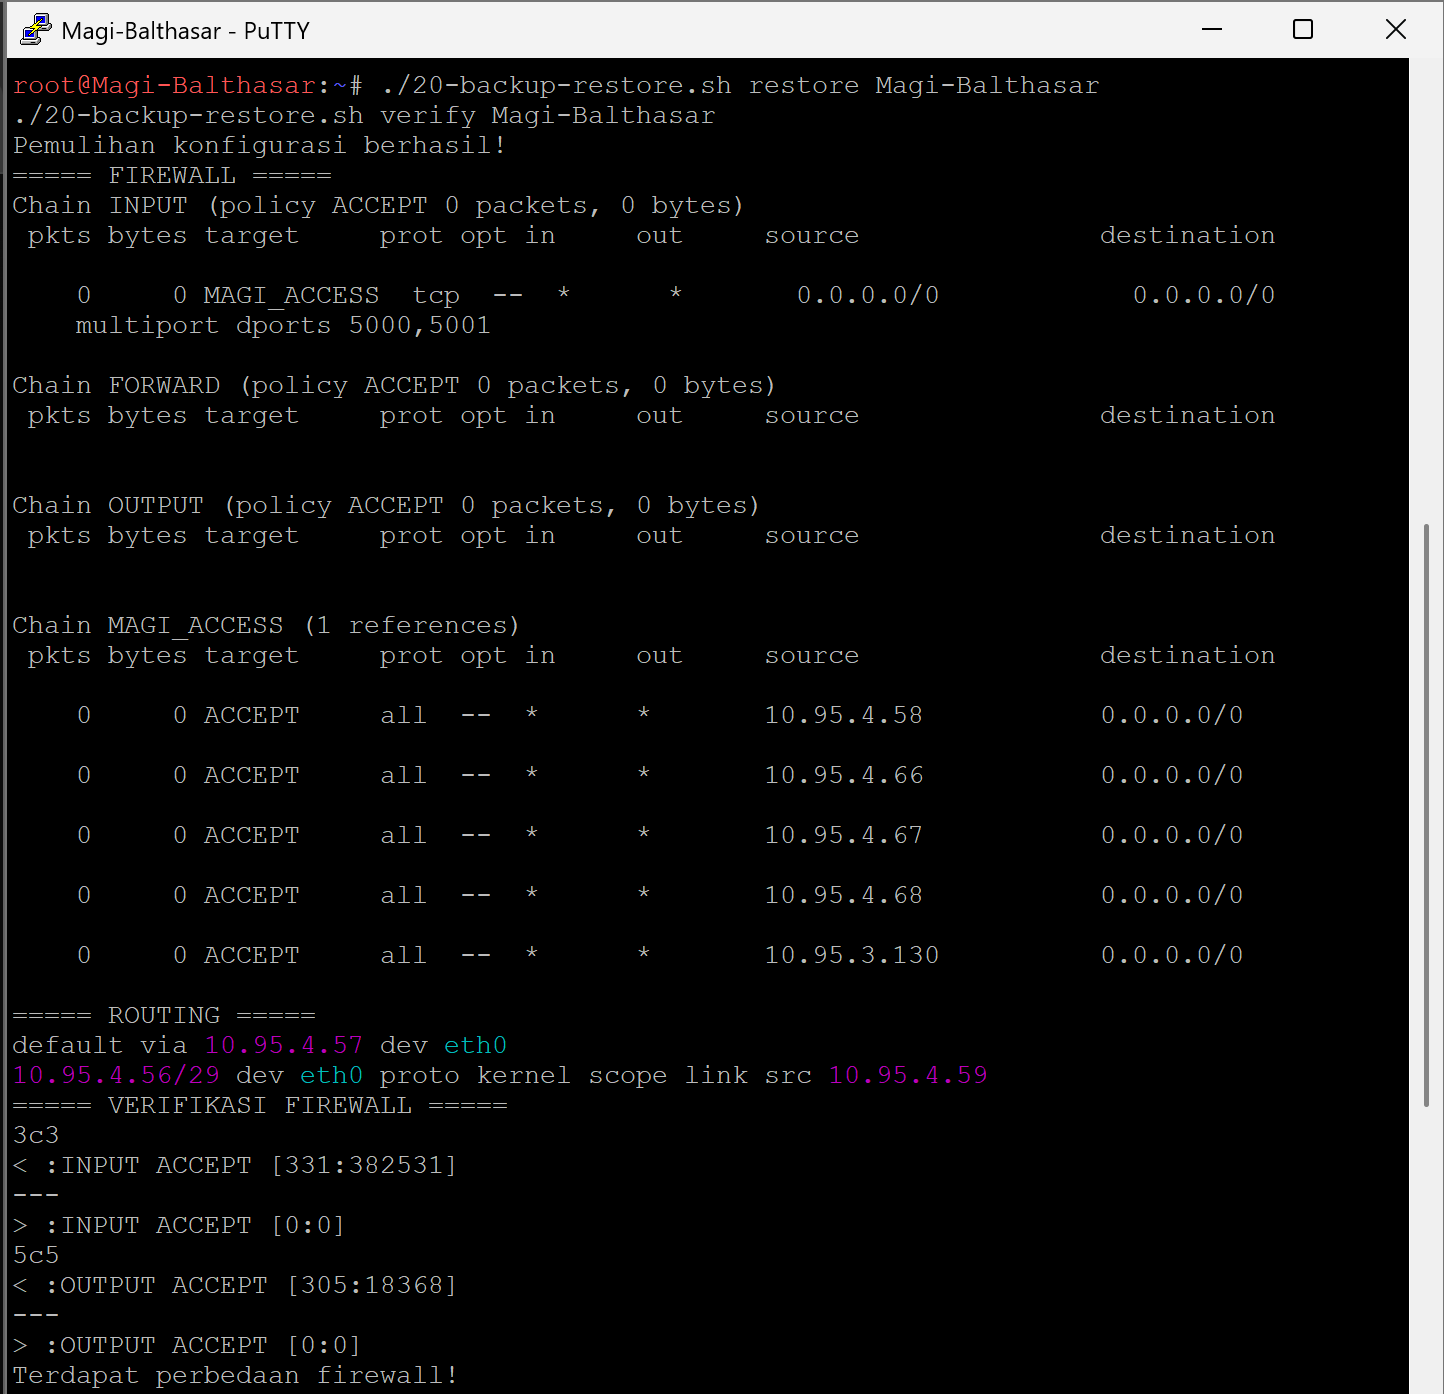 Magi-Balthasar - PuTTY
root@Magi-Balthasar:~# ./20-backup-restore.sh restore Magi-Balthasar
./20-backup-restore.sh verify Magi-Balthasar
Pemulihan konfigurasi berhasil!
===== FIREWALL =====
Chain INPUT (policy ACCEPT 0 packets, 0 bytes)
 pkts bytes target     prot opt in     out     source               destination
    0     0 MAGI_ACCESS  tcp  --  *      *       0.0.0.0/0            0.0.0.0/0
    multiport dports 5000,5001
Chain FORWARD (policy ACCEPT 0 packets, 0 bytes)
 pkts bytes target     prot opt in     out     source               destination
Chain OUTPUT (policy ACCEPT 0 packets, 0 bytes)
 pkts bytes target     prot opt in     out     source               destination
Chain MAGI_ACCESS (1 references)
 pkts bytes target     prot opt in     out     source               destination
    0     0 ACCEPT     all  --  *      *       10.95.4.58           0.0.0.0/0
    0     0 ACCEPT     all  --  *      *       10.95.4.66           0.0.0.0/0
    0     0 ACCEPT     all  --  *      *       10.95.4.67           0.0.0.0/0
    0     0 ACCEPT     all  --  *      *       10.95.4.68           0.0.0.0/0
    0     0 ACCEPT     all  --  *      *       10.95.3.130          0.0.0.0/0
===== ROUTING =====
default via 10.95.4.57 dev eth0
10.95.4.56/29 dev eth0 proto kernel scope link src 10.95.4.59
===== VERIFIKASI FIREWALL =====
3c3
< :INPUT ACCEPT [331:382531]
---
> :INPUT ACCEPT [0:0]
5c5
< :OUTPUT ACCEPT [305:18368]
---
> :OUTPUT ACCEPT [0:0]
Terdapat perbedaan firewall!